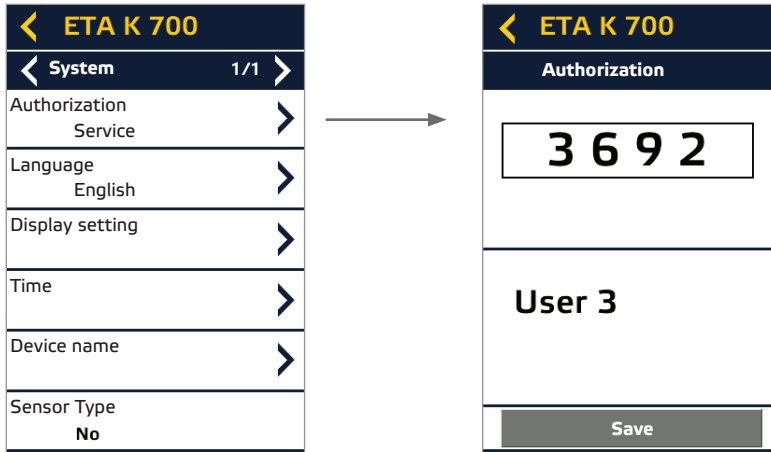 ETA K 700
System 1/1
Authorization
Service
Language
English
Display setting
Time
Device name
Sensor Type
No
ETA K 700
Authorization
3 6 9 2
User 3
Save